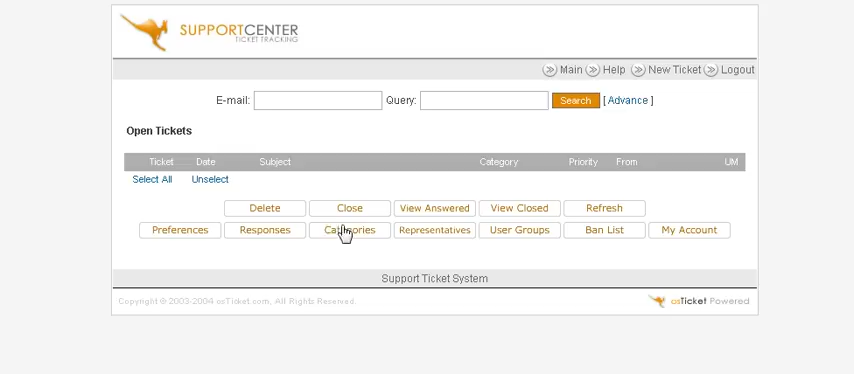 SUPPORTCENTER
TICKET TRACKING
Main Help New Ticket Logout
E-mail: Query: Search [ Advance ]
Open Tickets
Ticket Date Subject Category Priority From UM
Select All Unselect
Delete Close View Answered View Closed Refresh
Preferences Responses Categories Representatives User Groups Ban List My Account
Support Ticket System
Copyright © 2003-2004 osTicket.com, All Rights Reserved.
osTicket Powered